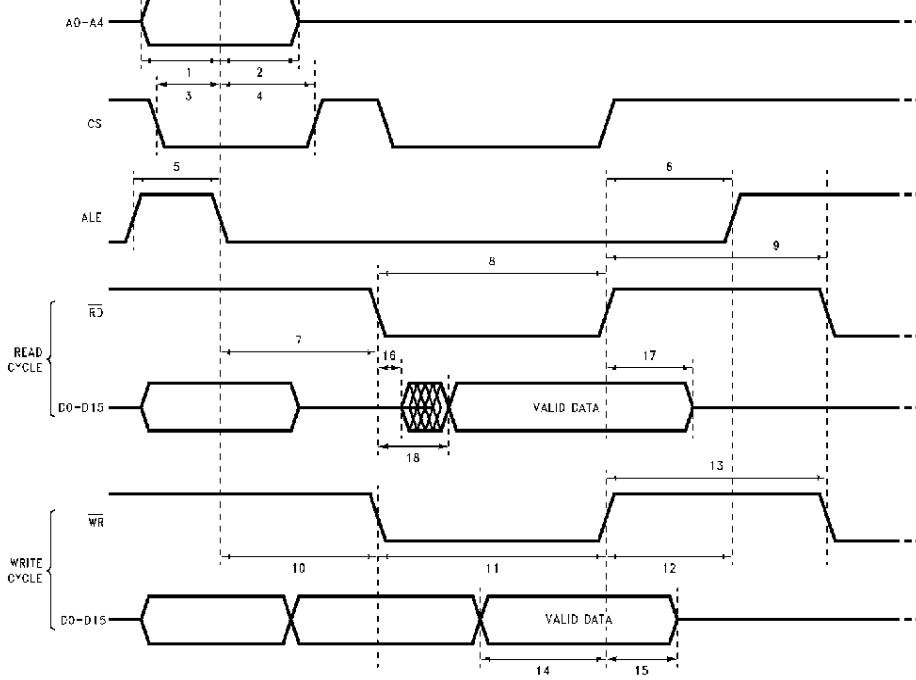 A0-A4
1 2
3 4
CS
5 6
ALE
9
8
RD
7
16 17
READ
CYCLE
D0-D15 VALID DATA
18
13
WR
10 11 12
WRITE
CYCLE
D0-D15 VALID DATA
14 15